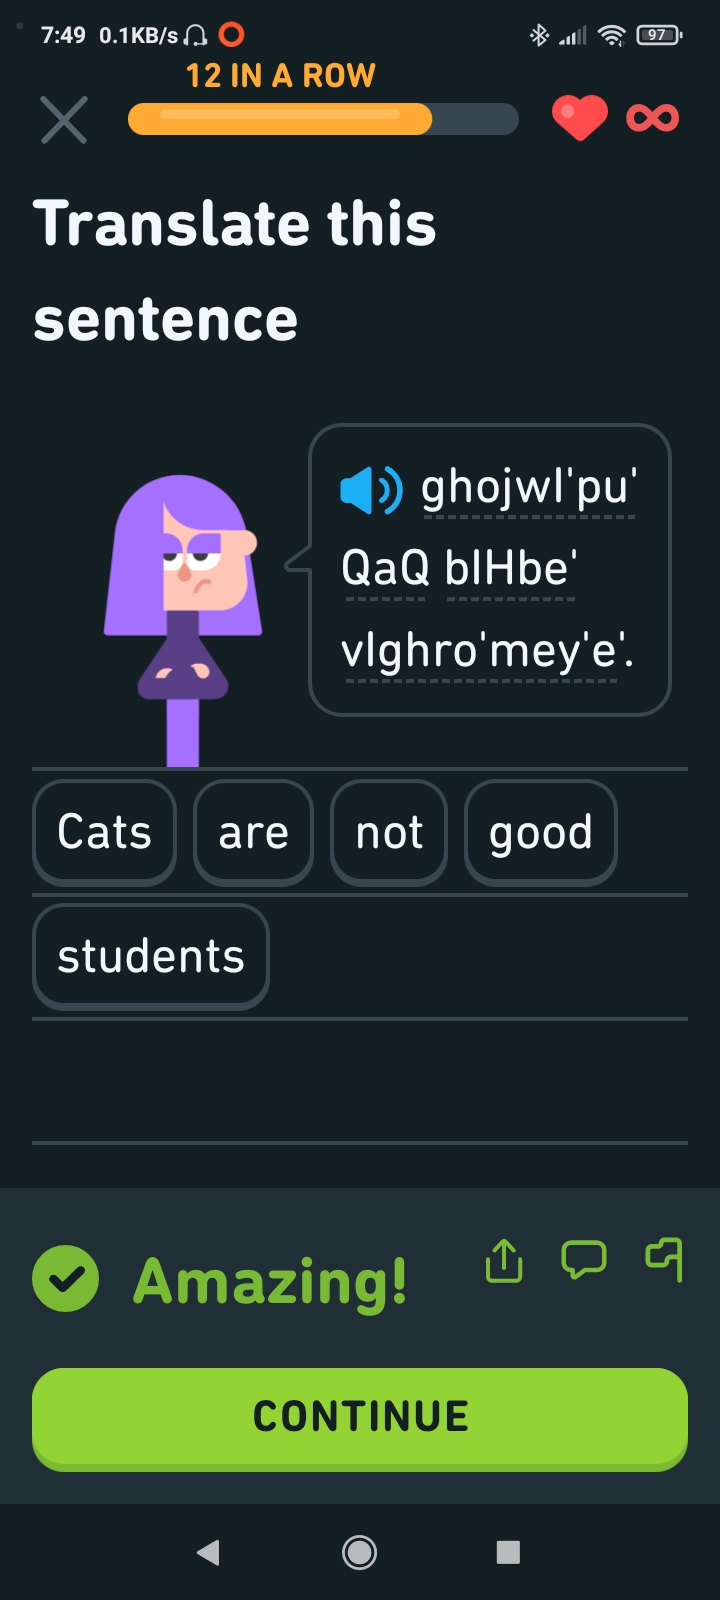 7:49 0.1KB/s 97
12 IN A ROW
Translate this
sentence
ghojwI'pu'
QaQ bIHbe'
vIghro'mey'e'.
Cats are not good
students
Amazing!
CONTINUE